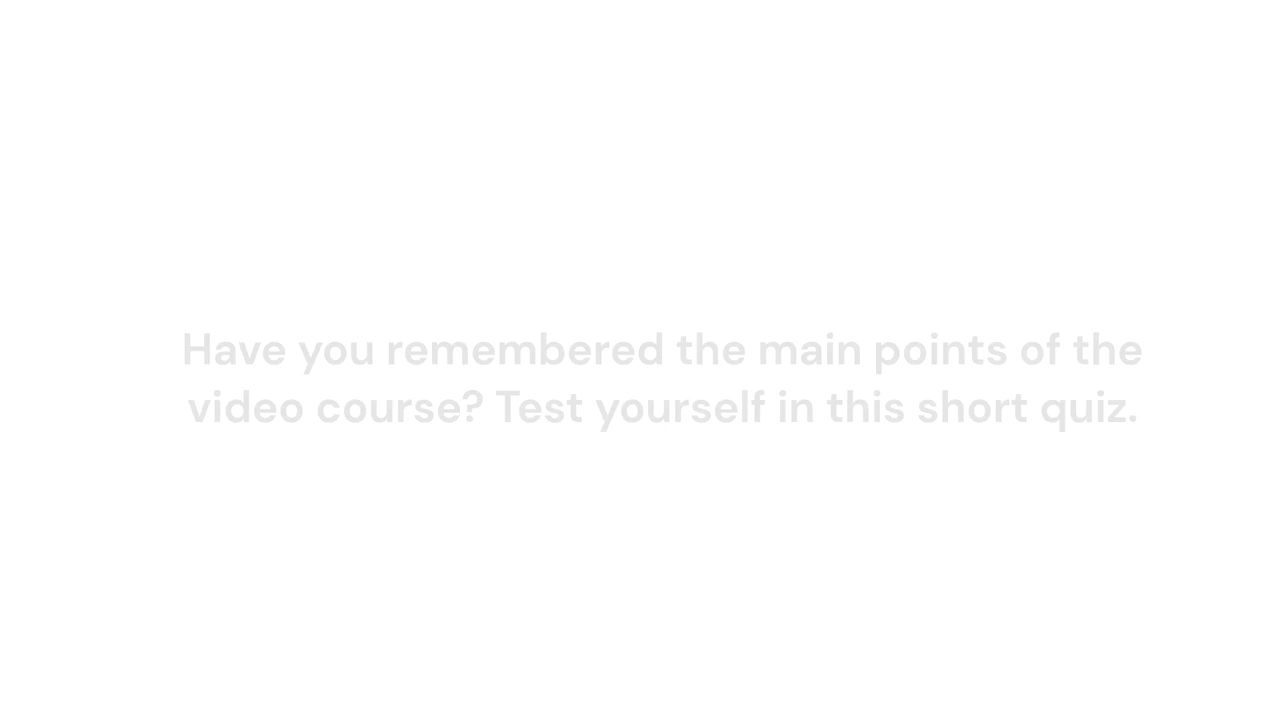 Have you remembered the main points of the
video course? Test yourself in this short quiz.